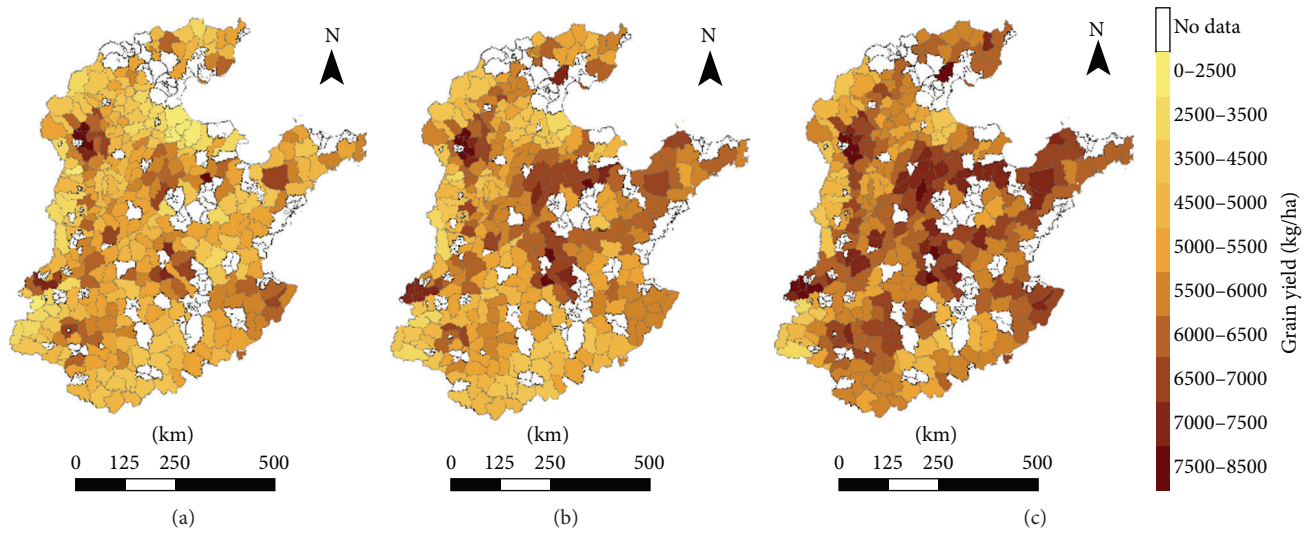 N
N
N
(km)
0 125 250 500
(a)
(km)
0 125 250 500
(b)
(km)
0 125 250 500
(c)
No data
0–2500
2500–3500
3500–4500
4500–5000
5000–5500
5500–6000
6000–6500
6500–7000
7000–7500
7500–8500
Grain yield (kg/ha)